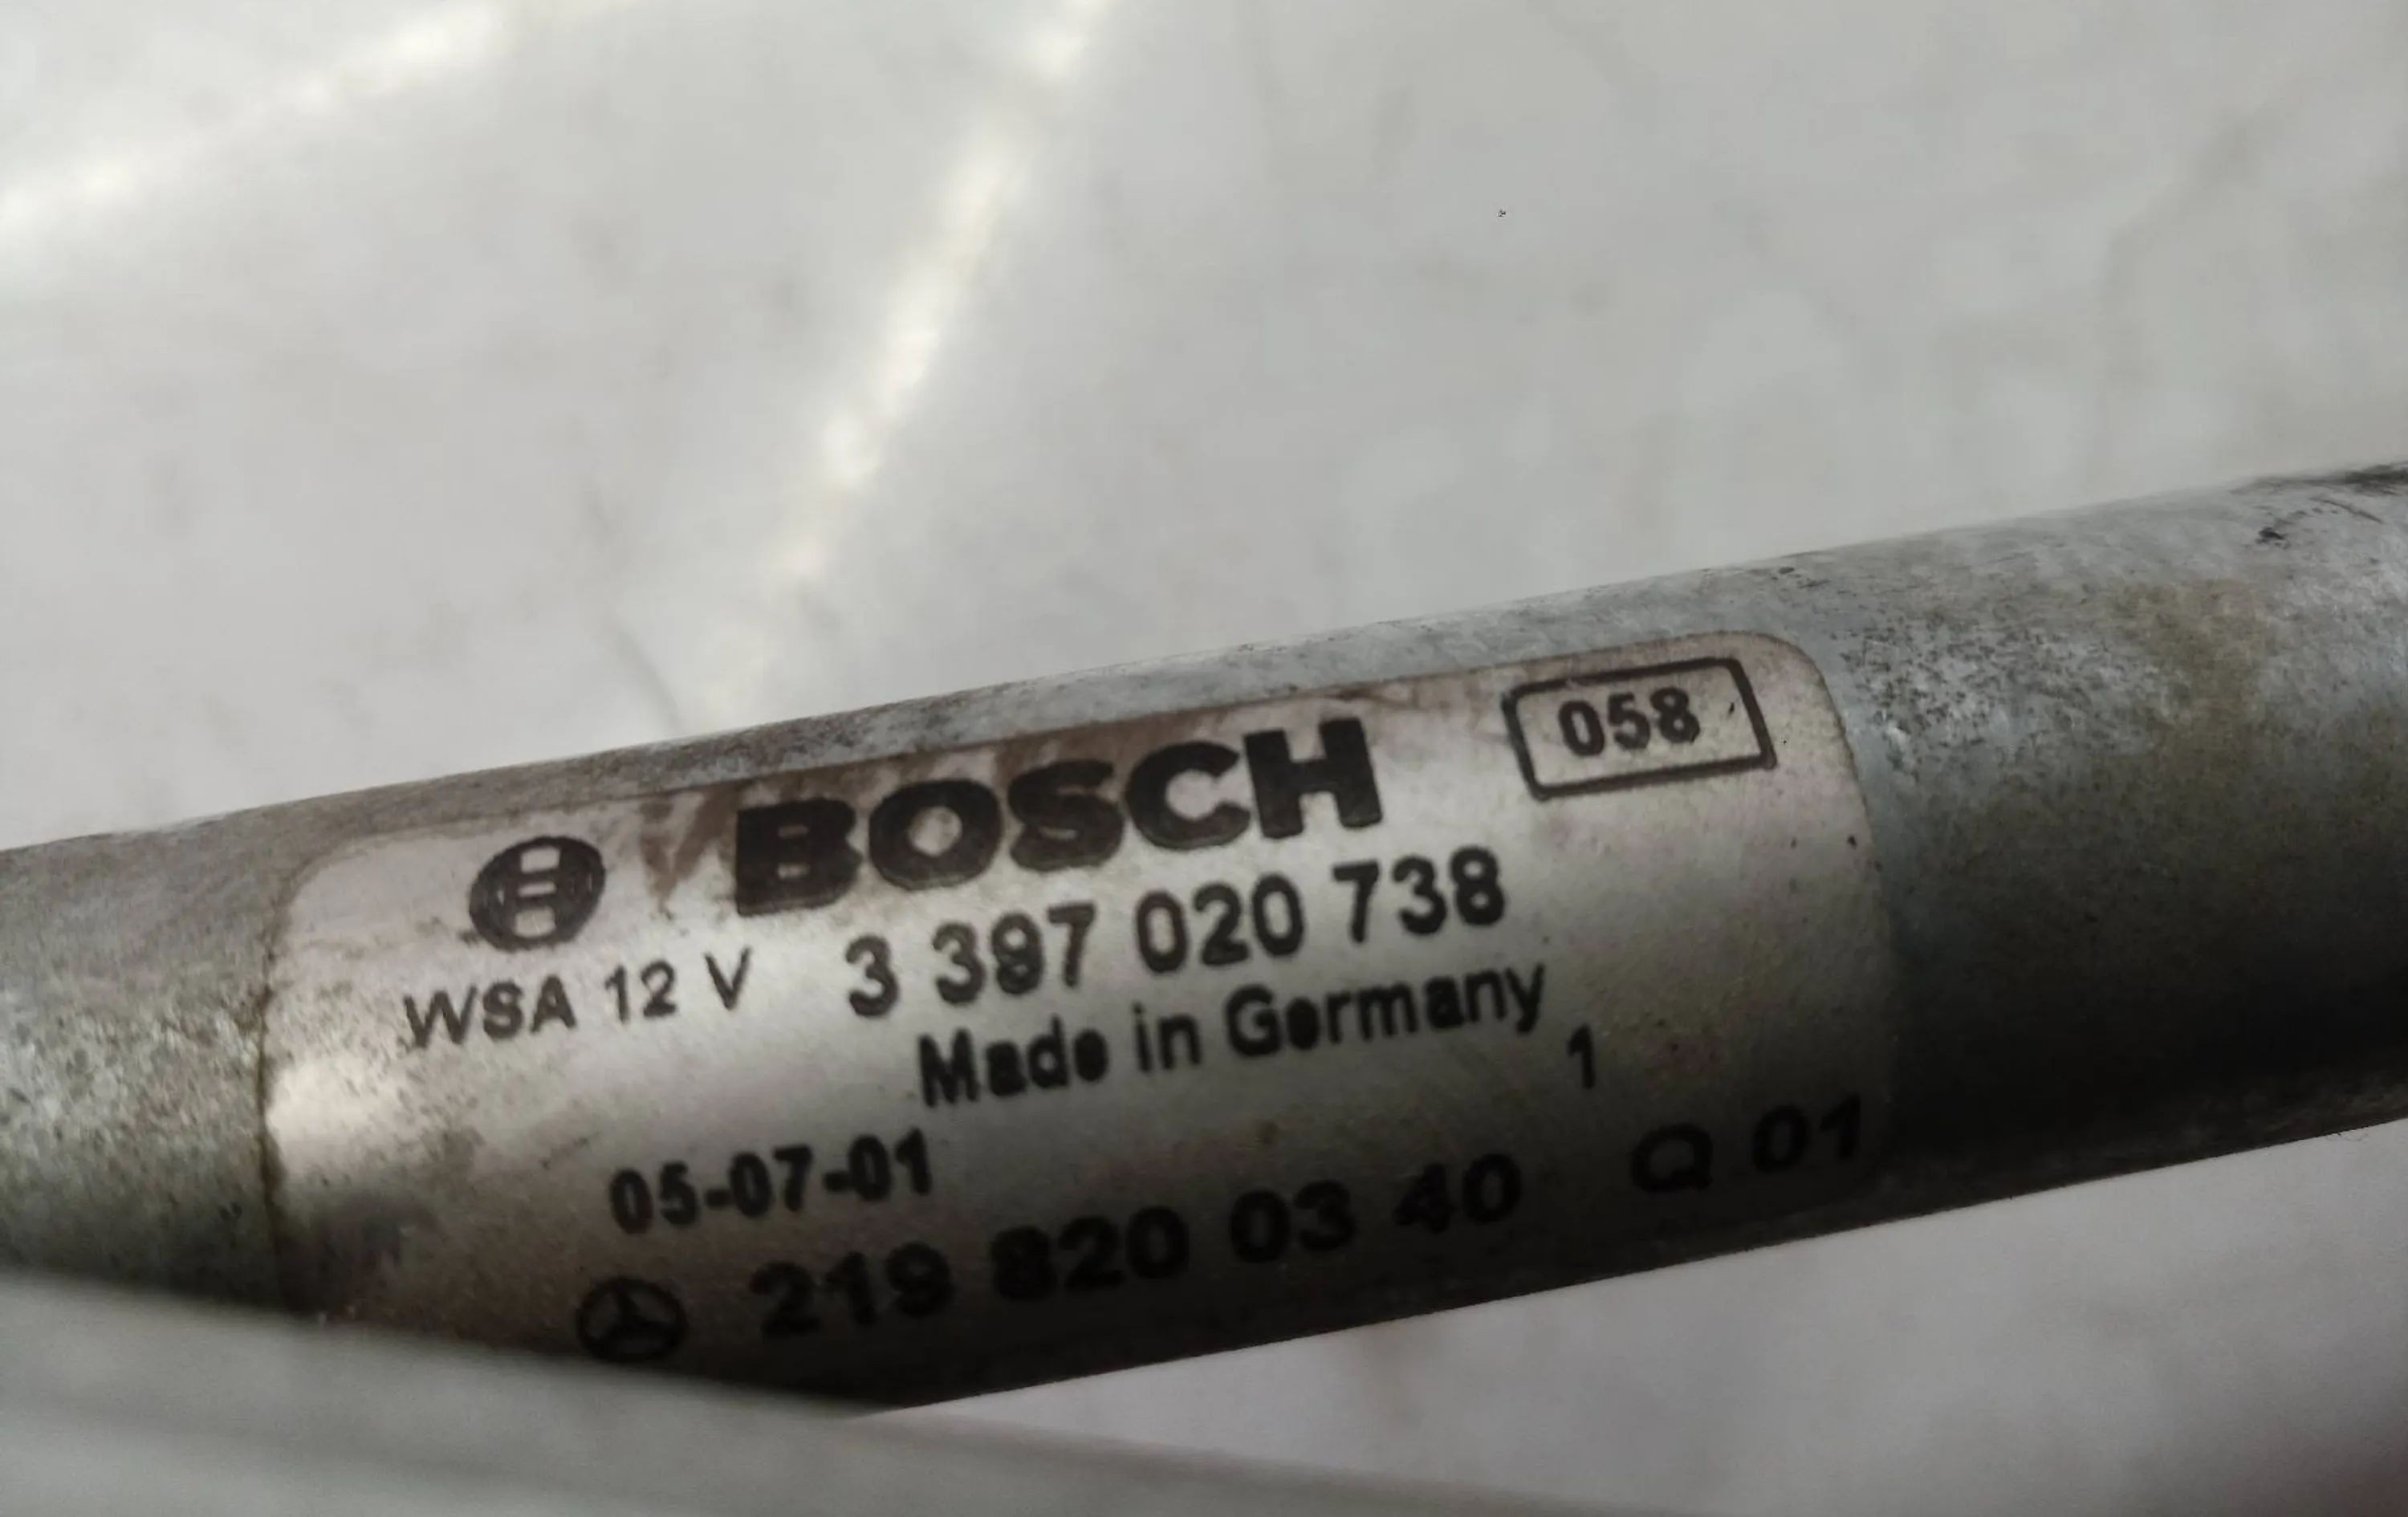 BOSCH 058
WSA 12 V 3 397 020 738
Made in Germany
1
05-07-01
219 820 03 40 Q 01